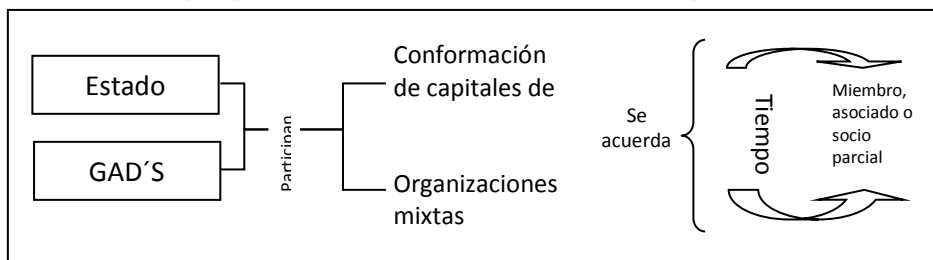 Estado
GAD´S
Participan
Conformación
de capitales de
Organizaciones
mixtas
Se
acuerda
Tiempo
Miembro,
asociado o
socio
parcial